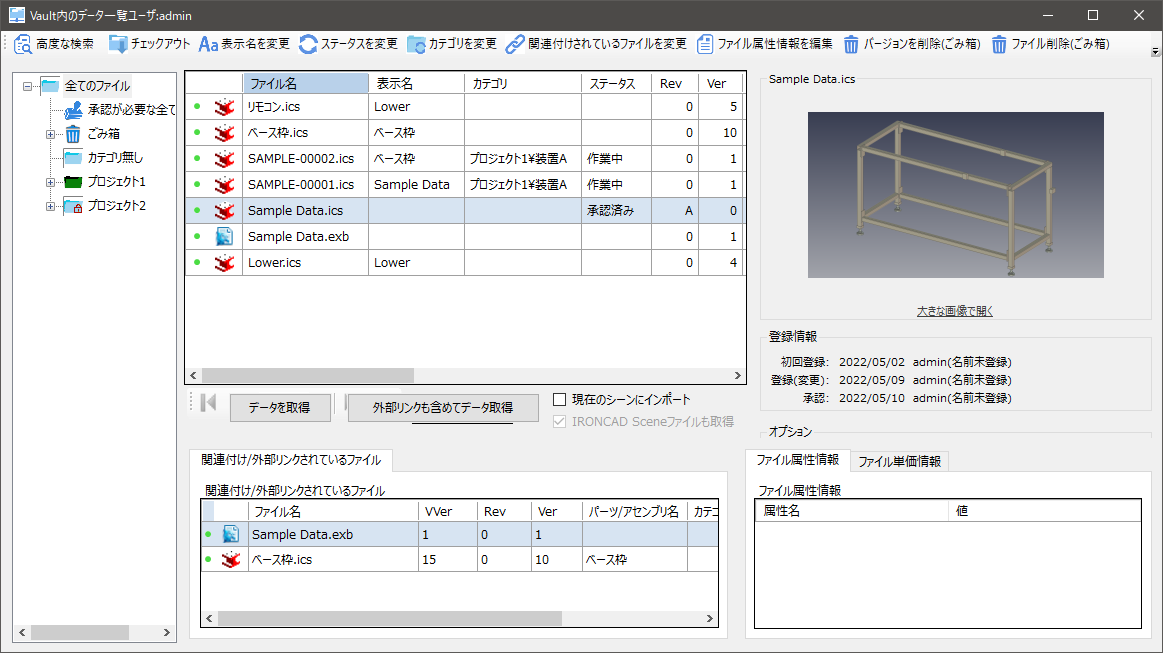 Vault内のデータ一覧ユーザ:admin
高度な検索 チェックアウト 表示名を変更 ステータスを変更 カテゴリを変更 関連付けされているファイルを変更 ファイル属性情報を編集 バージョンを削除(ごみ箱) ファイル削除(ごみ箱)
全てのファイル
承認が必要な全て
ごみ箱
カテゴリ無し
プロジェクト1
プロジェクト2
ファイル名 表示名 カテゴリ ステータス Rev Ver
リモコン.ics Lower 0 5
ベース枠.ics ベース枠 0 10
SAMPLE-00002.ics ベース枠 プロジェクト1¥装置A 作業中 0 1
SAMPLE-00001.ics Sample Data プロジェクト1¥装置A 作業中 0 1
Sample Data.ics 承認済み A 0
Sample Data.exb 0 1
Lower.ics Lower 0 4
データを取得 外部リンクも含めてデータ取得
現在のシーンにインポート
IRONCAD Sceneファイルも取得
関連付け/外部リンクされているファイル
関連付け/外部リンクされているファイル
ファイル名 VVer Rev Ver パーツ/アセンブリ名 カテゴ
Sample Data.exb 1 0 1
ベース枠.ics 15 0 10 ベース枠
Sample Data.ics
大きな画像で開く
登録情報
初回登録: 2022/05/02 admin(名前未登録)
登録(変更): 2022/05/09 admin(名前未登録)
承認: 2022/05/10 admin(名前未登録)
オプション
ファイル属性情報 ファイル単価情報
ファイル属性情報
属性名 値